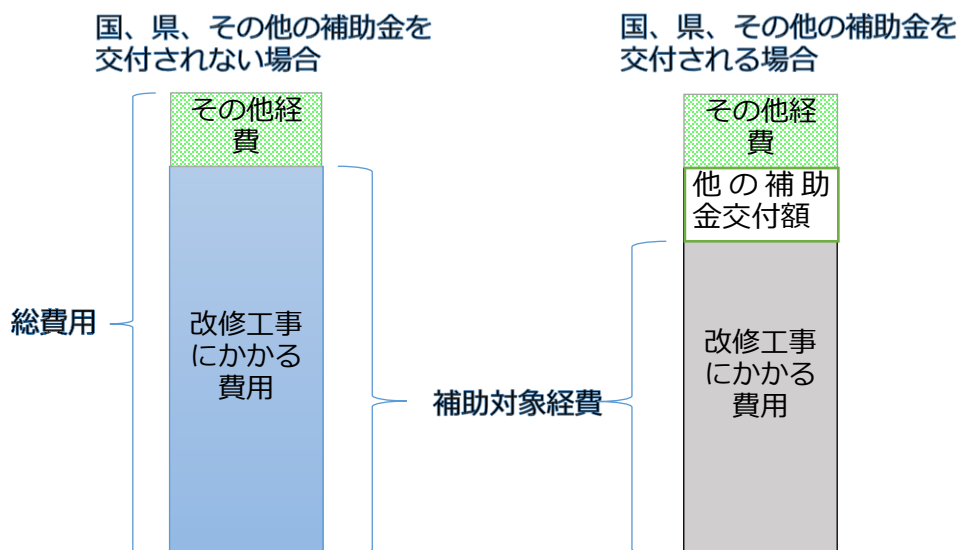 国、県、その他の補助金を
交付されない場合
国、県、その他の補助金を
交付される場合
その他経
費
その他経
費
他の補助
金交付額
総費用
改修工事
にかかる
費用
改修工事
にかかる
費用
補助対象経費